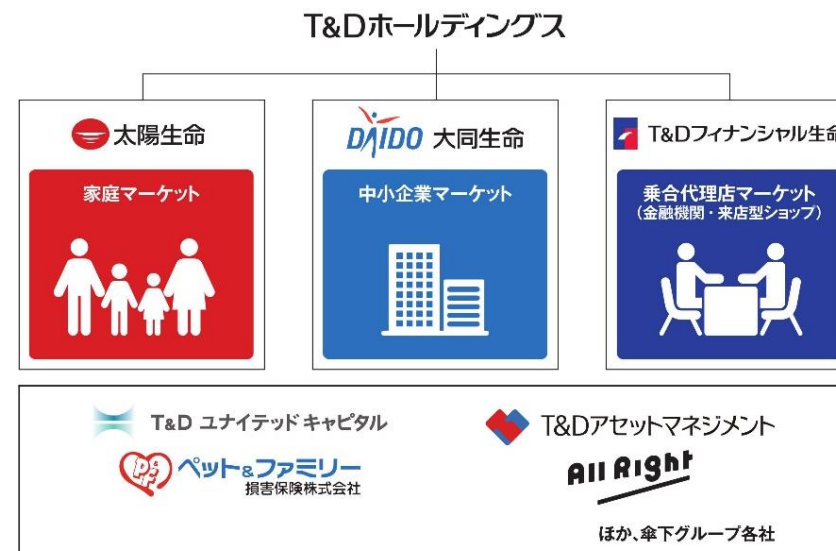 T&Dホールディングス
太陽生命
家庭マーケット
DAIDO 大同生命
中小企業マーケット
T&Dフィナンシャル生命
乗合代理店マーケット
(金融機関・来店型ショップ)
T&D ユナイテッドキャピタル
T&Dアセットマネジメント
P&F
ペット&ファミリー
損害保険株式会社
All Right
ほか、傘下グループ各社